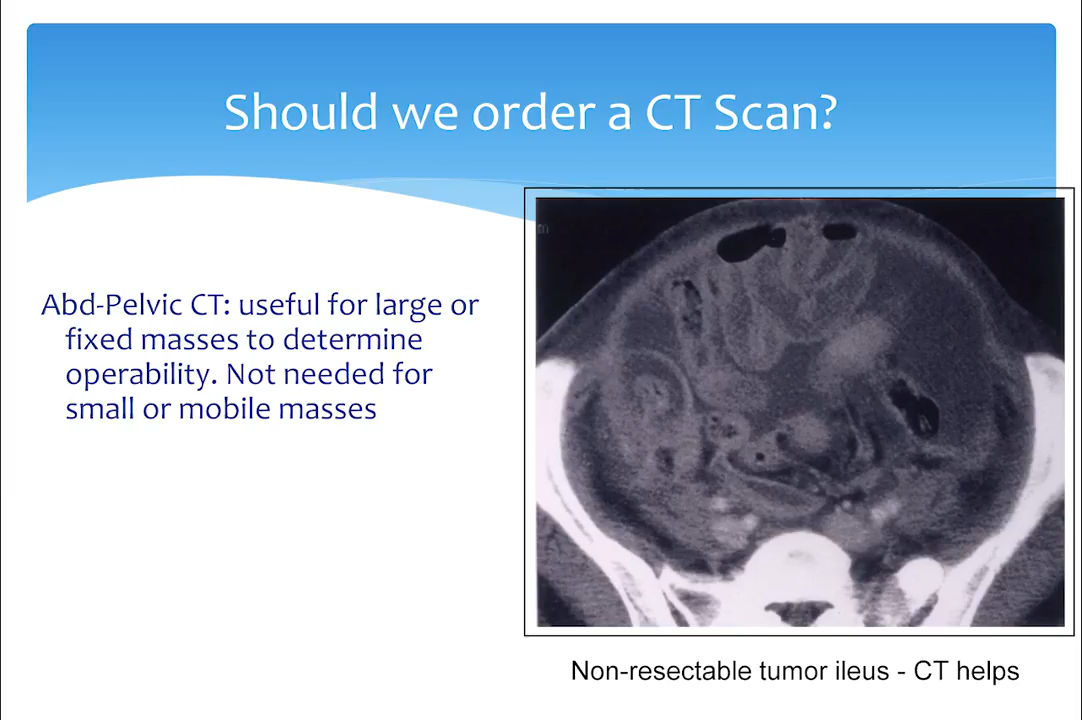 Should we order a CT Scan?
Abd-Pelvic CT: useful for large or
fixed masses to determine
operability. Not needed for
small or mobile masses
m
Non-resectable tumor ileus - CT helps